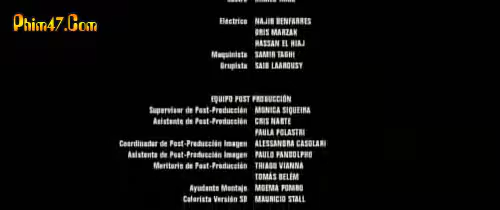 Phim47.Com
Eléctrico NAJIB BENFARRES
DRIS MARZAK
HASSAN EL HIAJ
Maquinista SAMIR TAGHI
Grupista SAID LAAROUSY
EQUIPO POST PRODUCCIÓN
Supervisor de Post-Producción MONICA SIQUEIRA
Asistente de Post-Producción CRIS NARTE
PAULA POLASTRI
Coordinador de Post-Producción Imagen ALESSANDRA CASOLARI
Asistente de Post-Producción Imagen PAULO PANDOLPHO
Meritorio de Post-Producción THIAGO VIANNA
TOMÁS BELÉM
Ayudante Montaje MOEMA POMBO
Colorista Versión SD MAURICIO STALL